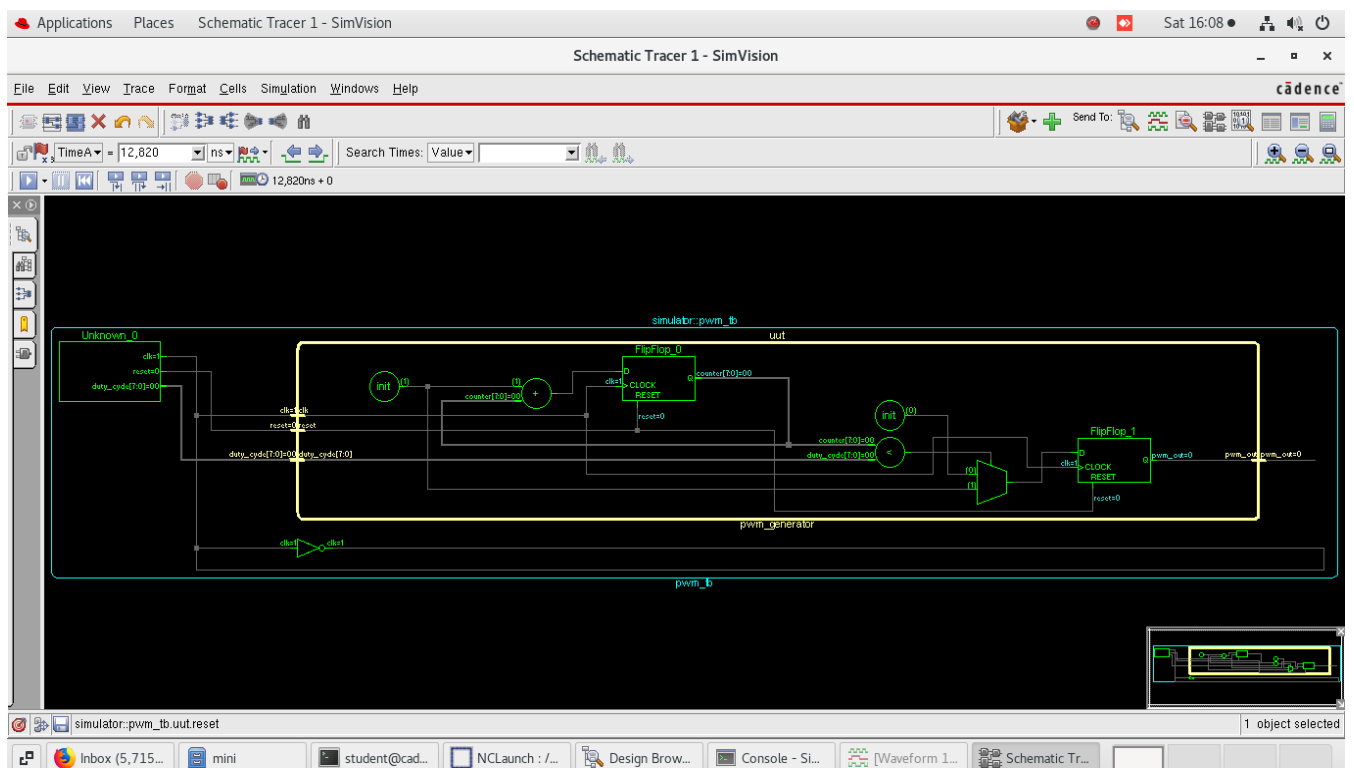 Applications Places Schematic Tracer 1 - SimVision Sat 16:08
Schematic Tracer 1 - SimVision
File Edit View Trace Format Cells Simulation Windows Help cādence
Send To:
TimeA = 12,820 ns Search Times: Value
12,820ns + 0
simulator::pwm_tb
Unknown_0
uut
clk=1
reset=0
duty_cycle[7:0]=00
FlipFlop_0
init
(1)
(1)
counter[7:0]=00
+
D
clk=1
CLOCK
RESET
Q
counter[7:0]=00
reset=0
clk=1 clk
reset=0 reset
duty_cycle[7:0]=00 duty_cycle[7:0]
init
(0)
counter[7:0]=00
duty_cycle[7:0]=00
<
(0)
(1)
FlipFlop_1
D
clk=1
CLOCK
RESET
Q
pwm_out=0
reset=0
pwm_out pwm_out=0
pwm_generator
clk=1 clk=1
pwm_tb
simulator::pwm_tb.uut.reset 1 object selected
Inbox (5,715... mini student@cad... NCLaunch : /... Design Brow... Console - Si... [Waveform 1... Schematic Tr...